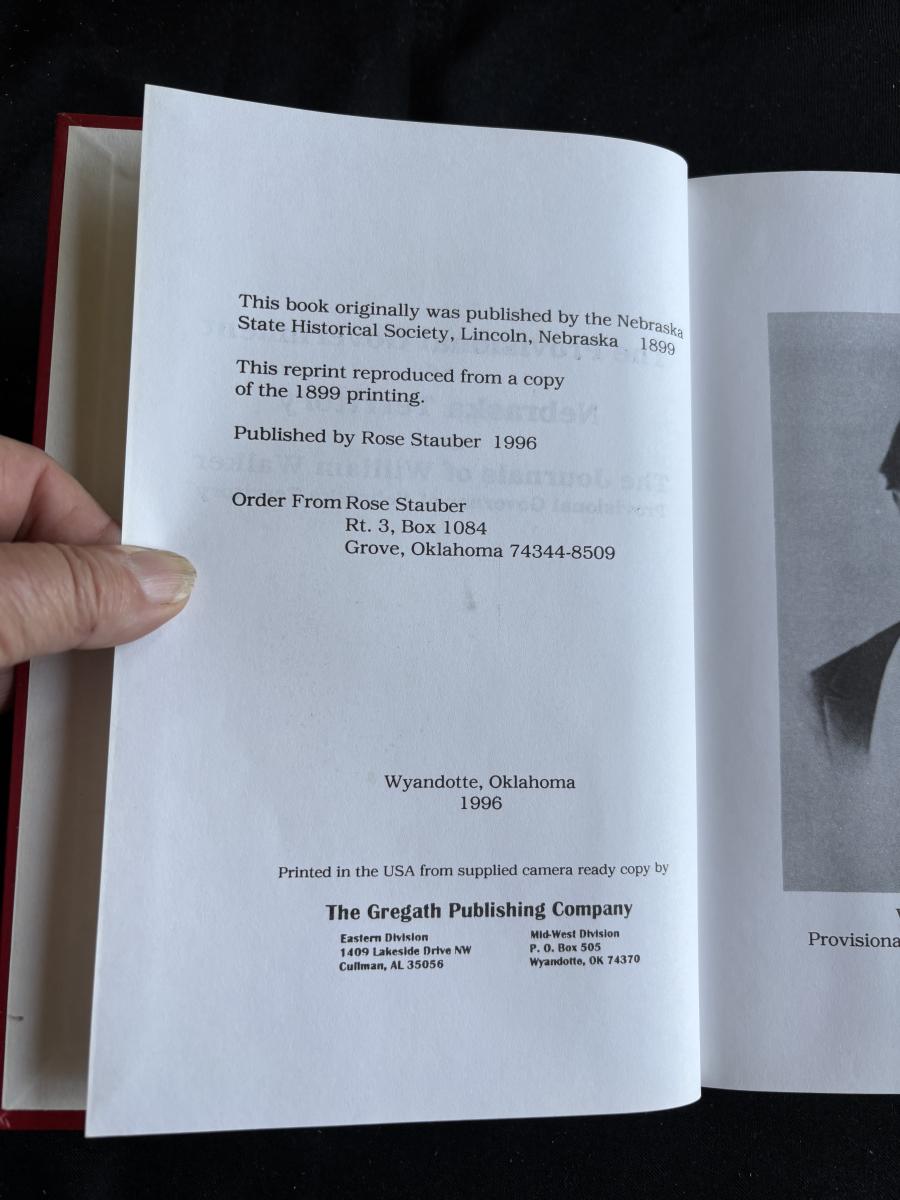 This book originally was published by the Nebraska
State Historical Society, Lincoln, Nebraska 1899
This reprint reproduced from a copy
of the 1899 printing.
Published by Rose Stauber 1996
Order From Rose Stauber
Rt. 3, Box 1084
Grove, Oklahoma 74344-8509
Wyandotte, Oklahoma
1996
Printed in the USA from supplied camera ready copy by
The Gregath Publishing Company
Eastern Division
1409 Lakeside Drive NW
Cullman, AL 35056
Mid-West Division
P. O. Box 505
Wyandotte, OK 74370
Provisiona